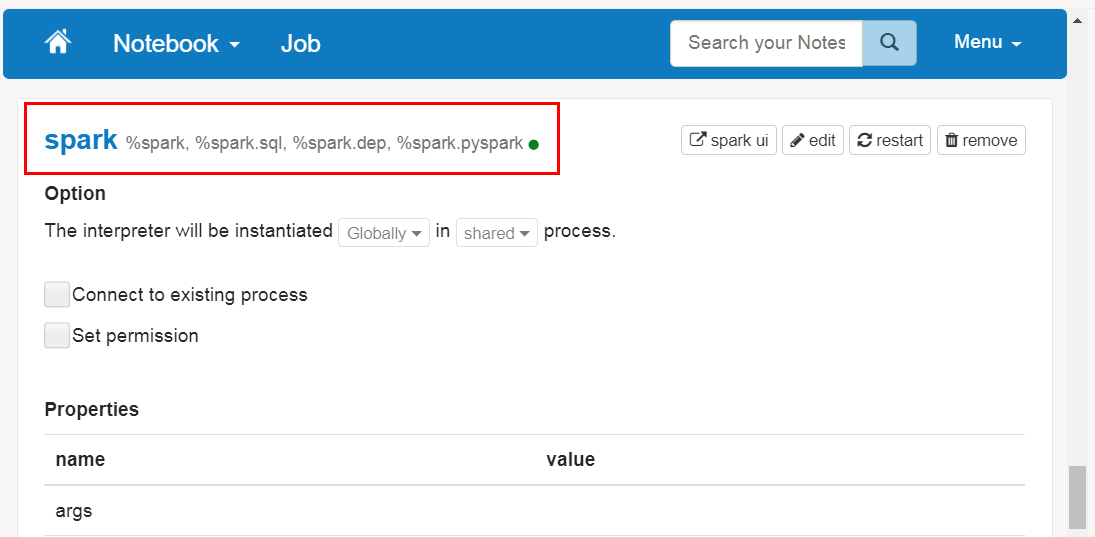 Notebook Job Search your Notes Menu
spark %spark, %spark.sql, %spark.dep, %spark.pyspark spark ui edit restart remove
Option
The interpreter will be instantiated Globally in shared process.
Connect to existing process
Set permission
Properties
name value
args